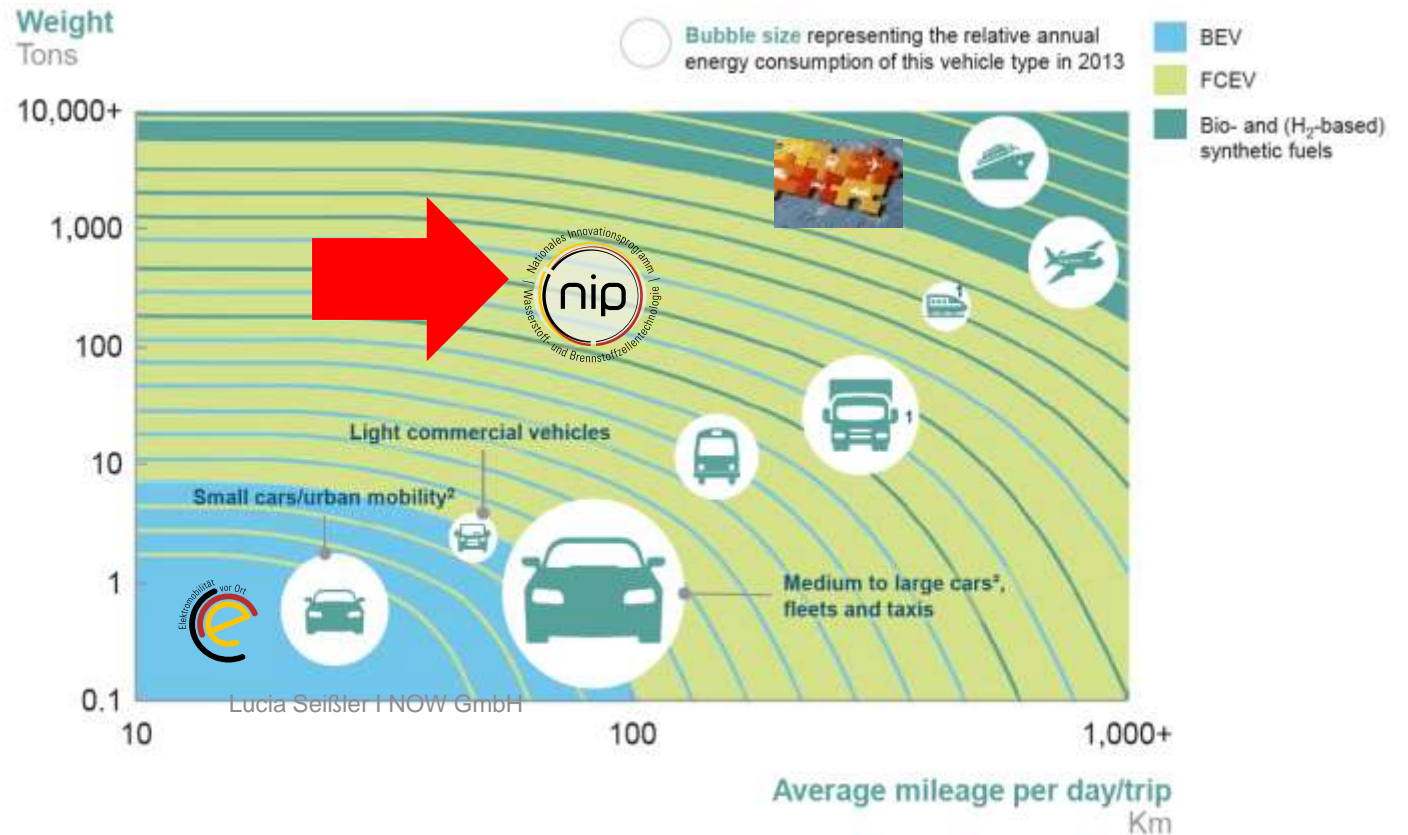 Weight
Tons
Bubble size representing the relative annual
energy consumption of this vehicle type in 2013
BEV
FCEV
Bio- and (H₂-based)
synthetic fuels
10,000+
1,000
100
10
1
0.1
Nationales Innovationsprogramm |
Wasserstoff- und Brennstoffzellentechnologie |
nip
1
1
Light commercial vehicles
Small cars/urban mobility²
Medium to large cars²,
fleets and taxis
Elektromobilität vor Ort
e
Lucia Seißler I NOW GmbH
10
100
1,000+
Average mileage per day/trip
Km